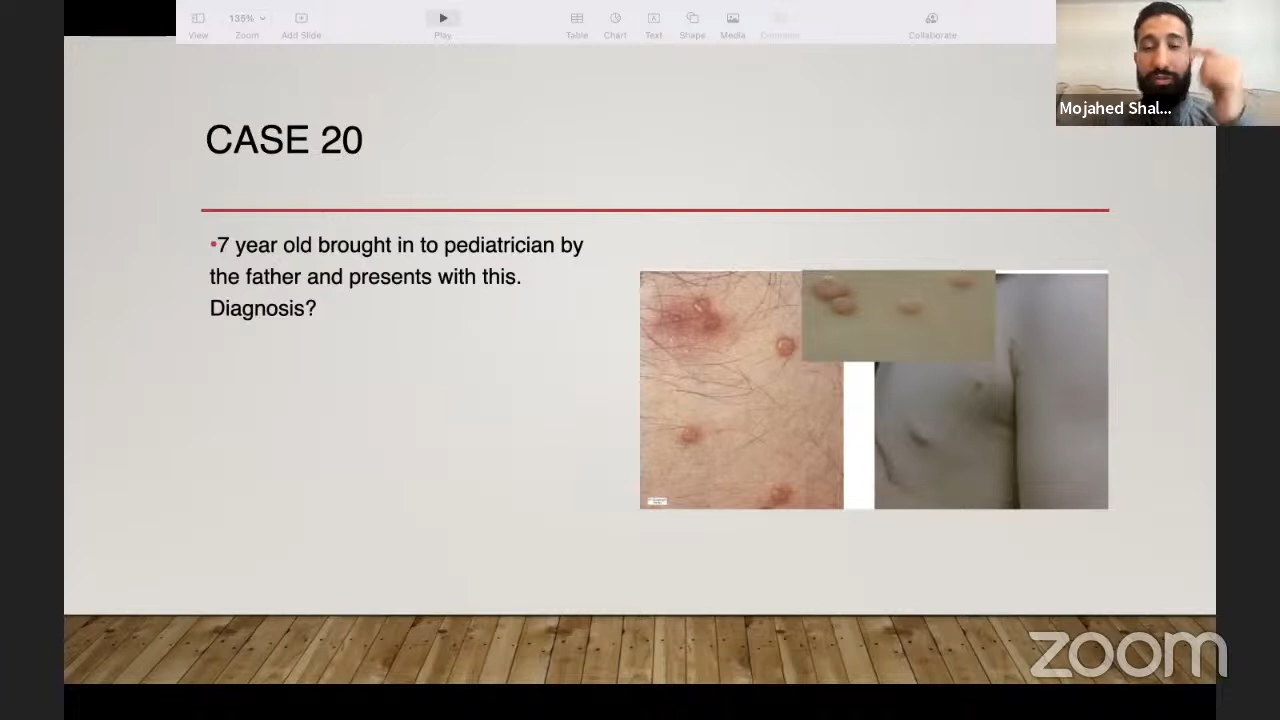 135%
View
Zoom
Add Slide
Play
Table
Chart
Text
Shape
Media
Collaborate
Mojahed Shal...
CASE 20
•7 year old brought in to pediatrician by
the father and presents with this.
Diagnosis?
zoom